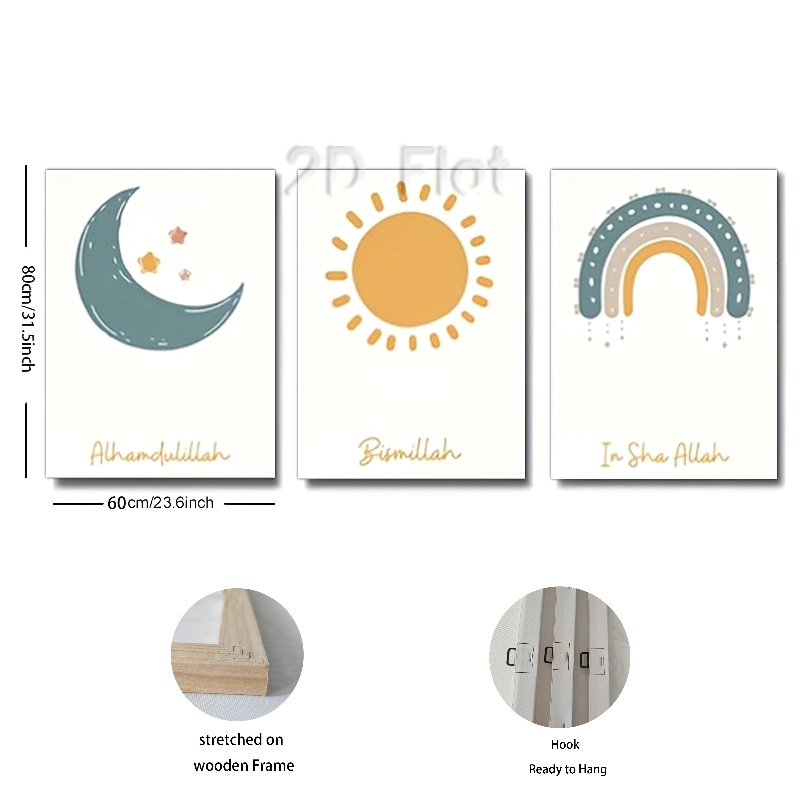 2D Flat
80cm/31.5inch
Alhamdulillah
Bismillah
In Sha Allah
60cm/23.6inch
stretched on
wooden Frame
Hook
Ready to Hang